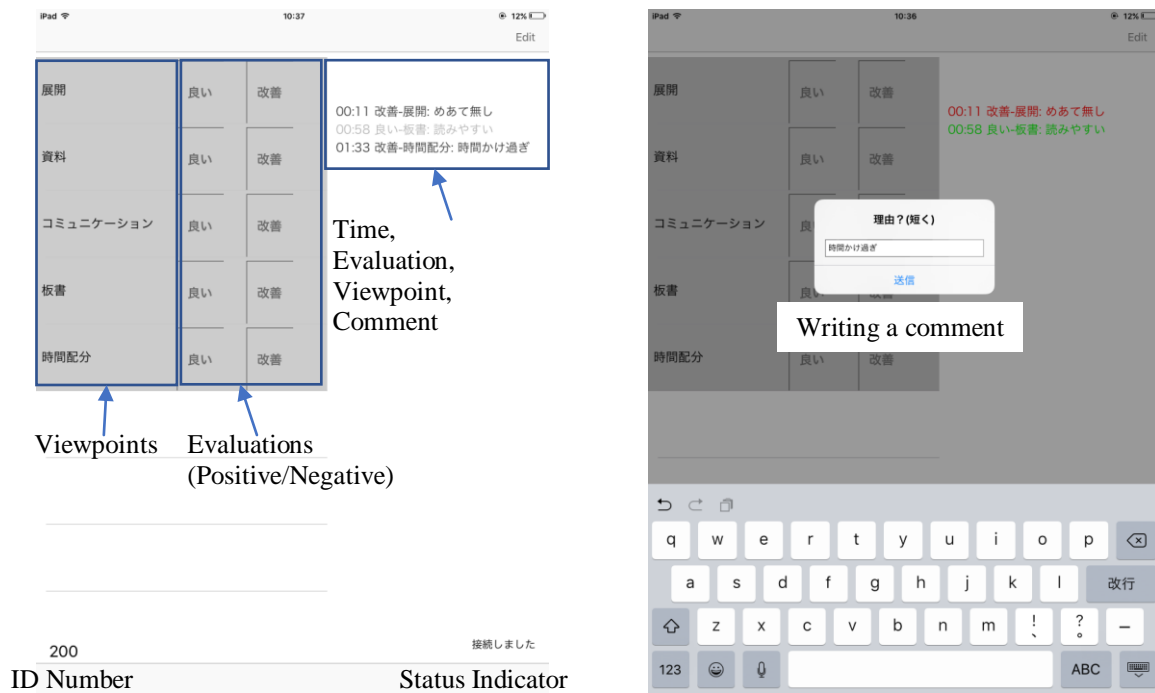 iPad 10:37 12%
Edit
展開 良い 改善
資料 良い 改善
コミュニケーション 良い 改善
板書 良い 改善
時間配分 良い 改善
00:11 改善-展開: めあて無し
00:58 良い-板書: 読みやすい
01:33 改善-時間配分: 時間かけ過ぎ
Time,
Evaluation,
Viewpoint,
Comment
Viewpoints
Evaluations
(Positive/Negative)
200
接続しました
ID Number
Status Indicator
iPad 10:36 12%
Edit
展開 良い 改善
資料 良い 改善
コミュニケーション 良
板書 良い 改善
時間配分 良い 改善
00:11 改善-展開: めあて無し
00:58 良い-板書: 読みやすい
理由？(短く)
時間かけ過ぎ
送信
Writing a comment
q w e r t y u i o p
a s d f g h j k l 改行
z x c v b n m ! 、 ? 。 ー
123 ABC